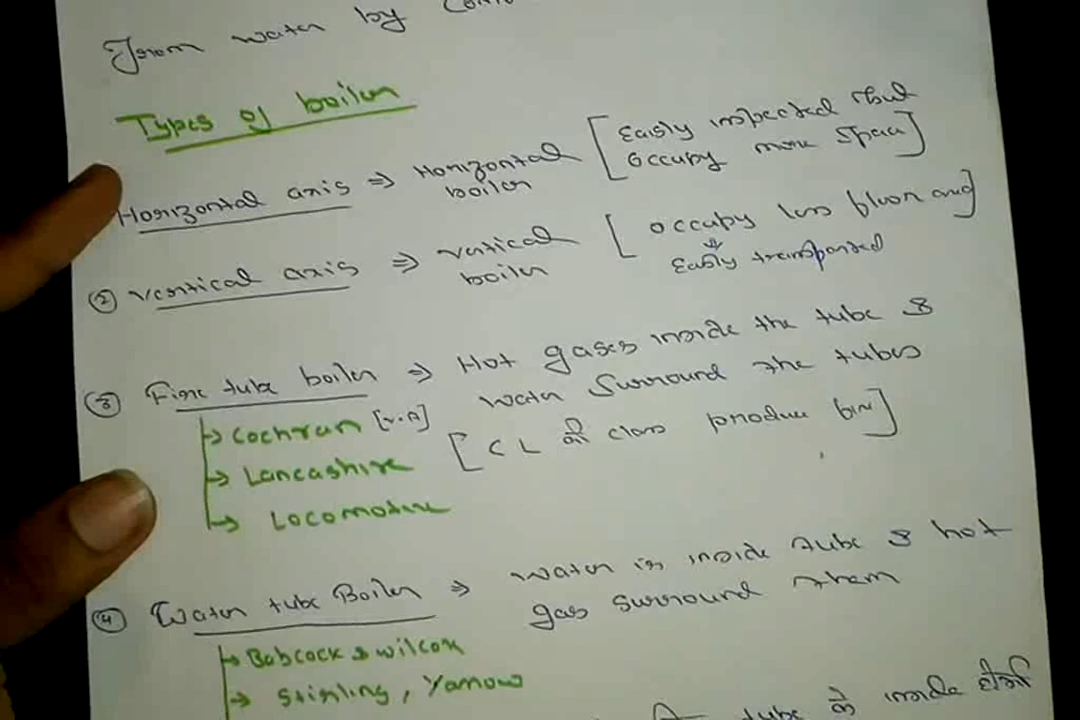 From water by
Types of boiler
Horizontal axis ⇒ Horizontal boiler [Easily inspected but occupy more space]
② Vertical axis ⇒ vertical boiler [occupy less floor and Easily transported]
③ Fire tube boiler ⇒ Hot gases inside the tube &
water surround the tubes
→ Cochran [V.A]
[C L की class produce
→ Lancashire
→ Locomotive
④ Water tube Boiler ⇒ water is inside tube & hot
gas surround them
→ Babcock & wilcox
→ Stirling, Yarrow
tube के inside